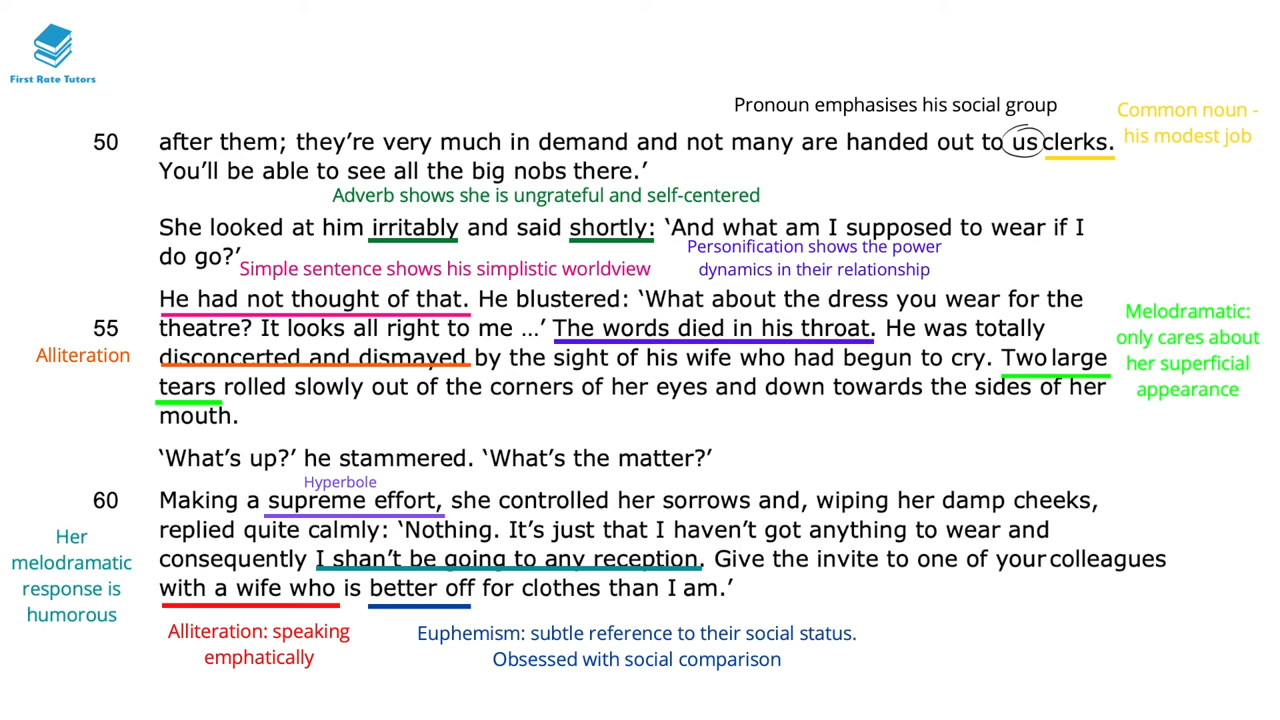 First Rate Tutors
Pronoun emphasises his social group
Common noun -
his modest job
50 after them; they're very much in demand and not many are handed out to us clerks.
You'll be able to see all the big nobs there.'
Adverb shows she is ungrateful and self-centered
She looked at him irritably and said shortly: 'And what am I supposed to wear if I
do go?'
Personification shows the power
dynamics in their relationship
Simple sentence shows his simplistic worldview
He had not thought of that. He blustered: 'What about the dress you wear for the
55 theatre? It looks all right to me ...' The words died in his throat. He was totally
Alliteration
disconcerted and dismayed by the sight of his wife who had begun to cry. Two large
tears rolled slowly out of the corners of her eyes and down towards the sides of her
mouth.
Melodramatic:
only cares about
her superficial
appearance
'What's up?' he stammered. 'What's the matter?'
Hyperbole
60 Making a supreme effort, she controlled her sorrows and, wiping her damp cheeks,
replied quite calmly: 'Nothing. It's just that I haven't got anything to wear and
consequently I shan't be going to any reception. Give the invite to one of your colleagues
with a wife who is better off for clothes than I am.'
Her
melodramatic
response is
humorous
Alliteration: speaking
emphatically
Euphemism: subtle reference to their social status.
Obsessed with social comparison